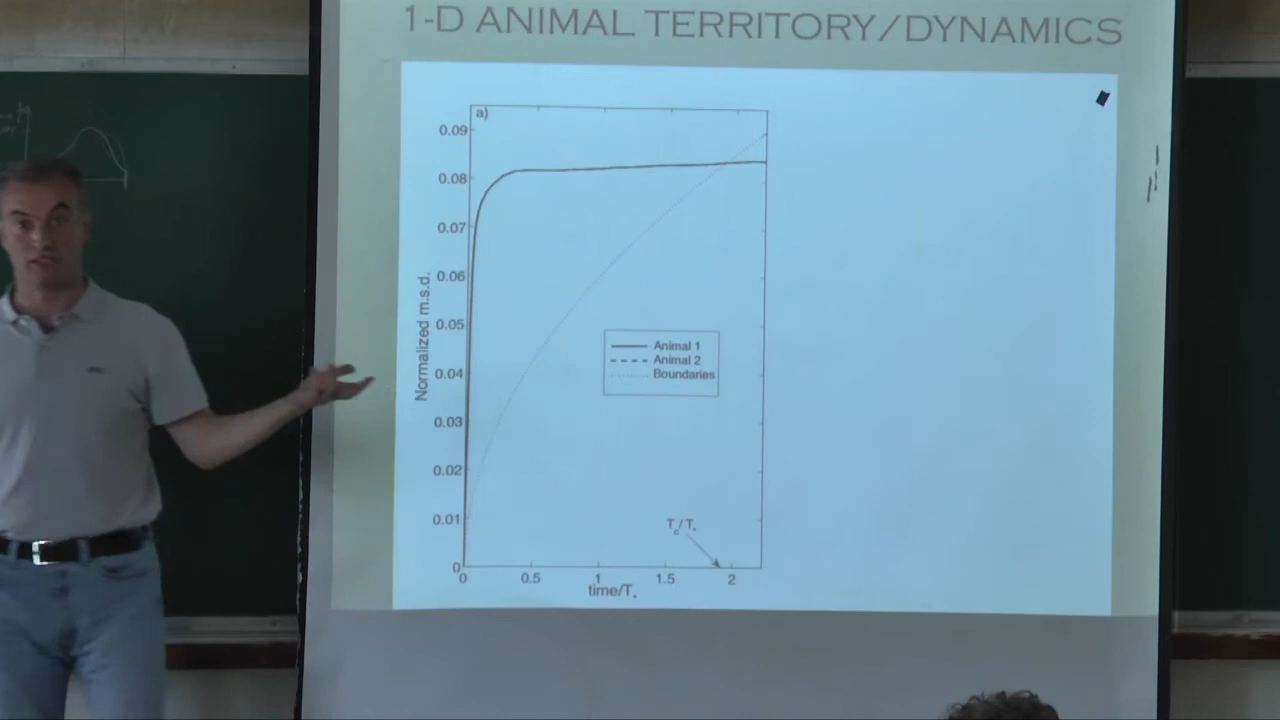 1-D ANIMAL TERRITORY/DYNAMICS
a)
0.09
0.08
0.07
0.06
0.05
0.04
0.03
0.02
0.01
0
Normalized m.s.d.
Animal 1
Animal 2
Boundaries
Tc/T*
0 0.5 1 1.5 2
time/T*